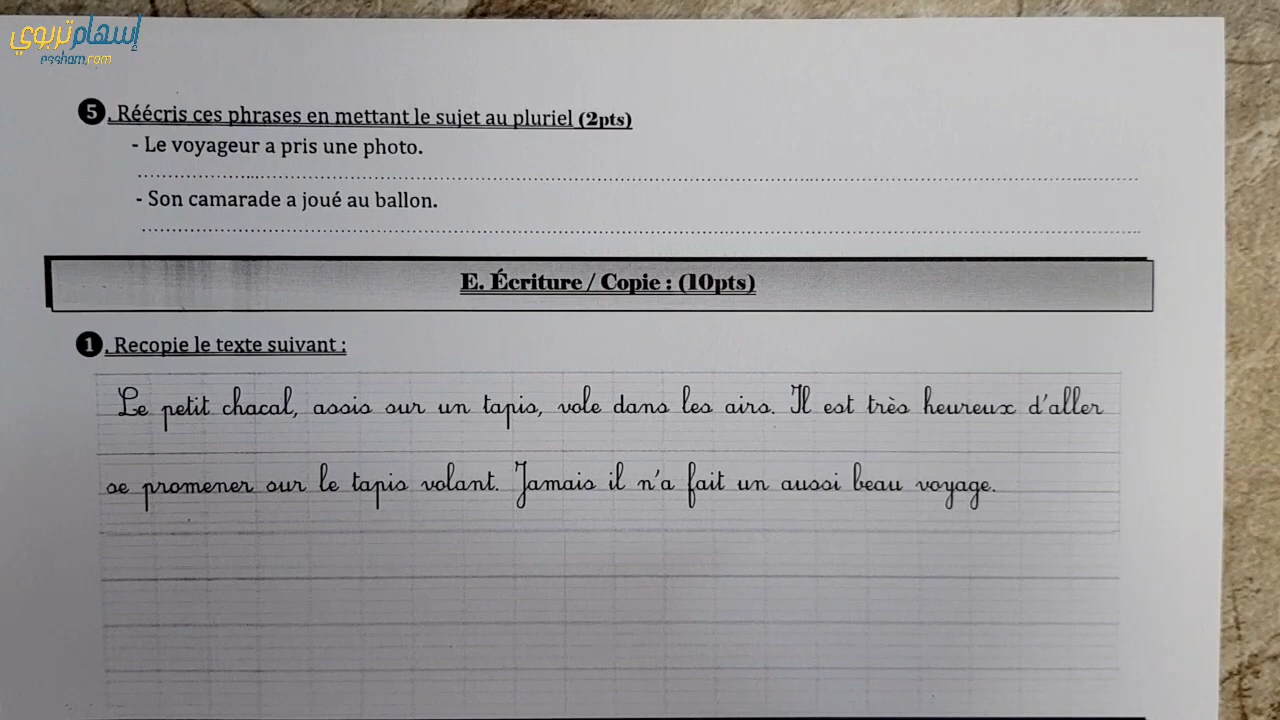 إسهام تربوي
essham.com
5. Réécris ces phrases en mettant le sujet au pluriel (2pts)
- Le voyageur a pris une photo.
- Son camarade a joué au ballon.
E. Écriture / Copie : (10pts)
1. Recopie le texte suivant :
Le petit chacal, assis sur un tapis, vole dans les airs. Il est très heureux d'aller
se promener sur le tapis volant. Jamais il n'a fait un aussi beau voyage.